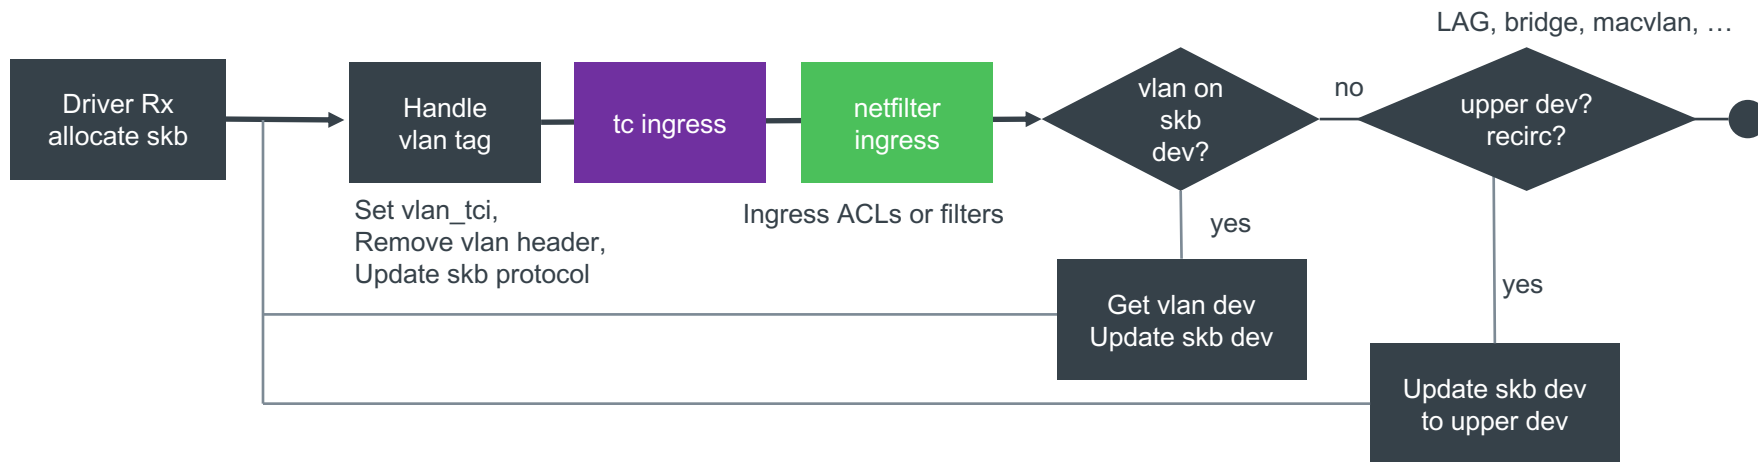 LAG, bridge, macvlan, …
Driver Rx
allocate skb
Handle
vlan tag
tc ingress
netfilter
ingress
vlan on
skb
dev?
no
upper dev?
recirc?
Set vlan_tci,
Remove vlan header,
Update skb protocol
Ingress ACLs or filters
yes
yes
Get vlan dev
Update skb dev
Update skb dev
to upper dev